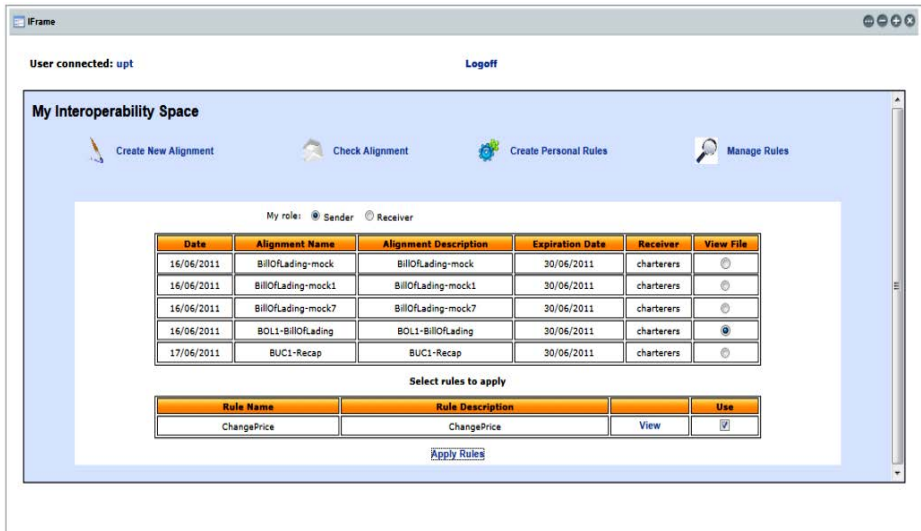 IFrame
User connected: upt Logoff
My Interoperability Space
Create New Alignment Check Alignment Create Personal Rules Manage Rules
My role: Sender Receiver
Date Alignment Name Alignment Description Expiration Date Receiver View File
16/06/2011 BillOfLading-mock BillOfLading-mock 30/06/2011 charterers
16/06/2011 BillOfLading-mock1 BillOfLading-mock1 30/06/2011 charterers
16/06/2011 BillOfLading-mock7 BillOfLading-mock7 30/06/2011 charterers
16/06/2011 BOL1-BillOfLading BOL1-BillOfLading 30/06/2011 charterers
17/06/2011 BUC1-Recap BUC1-Recap 30/06/2011 charterers
Select rules to apply
Rule Name Rule Description Use
ChangePrice ChangePrice View
Apply Rules